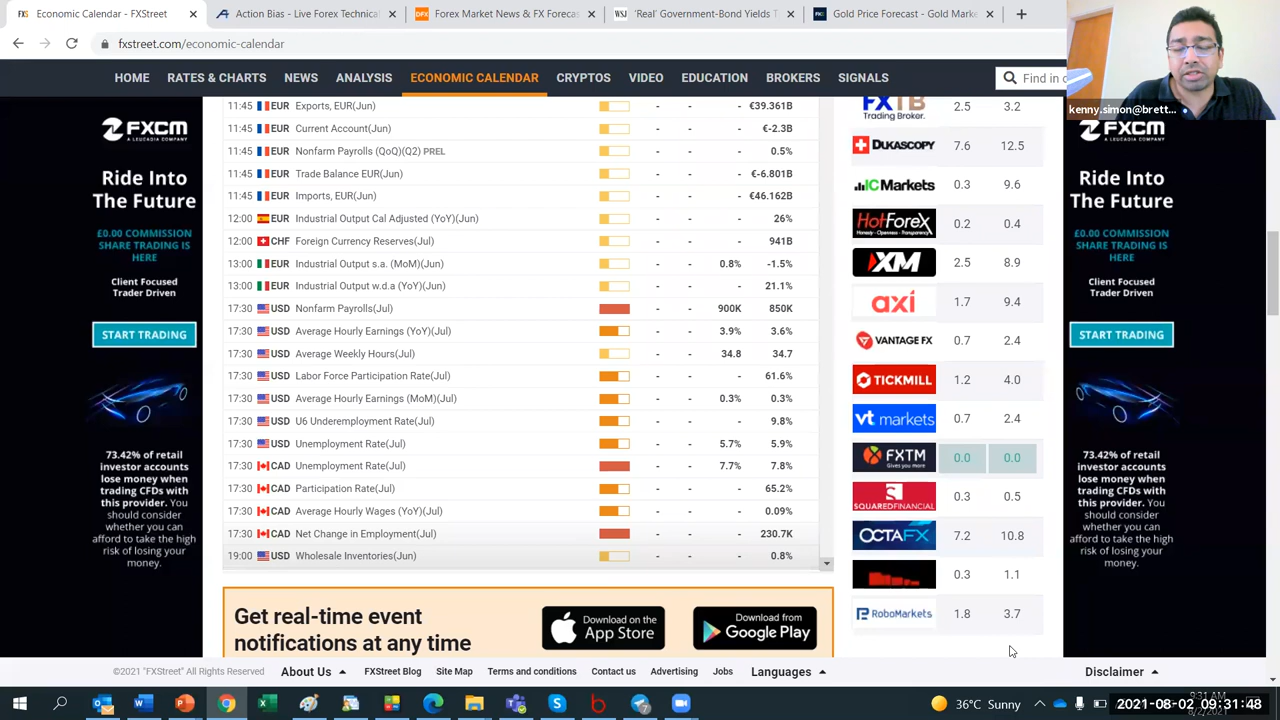 Economic Calendar - FXStreet
Action Bias - Live Forex Technica
Forex Market News & FX Forecas
'Real' Government-Bond Yields T
Gold Price Forecast - Gold Marke
fxstreet.com/economic-calendar
HOME RATES & CHARTS NEWS ANALYSIS ECONOMIC CALENDAR CRYPTOS VIDEO EDUCATION BROKERS SIGNALS
Find in
kenny.simon@brett...
FXCM
A LEUCADIA COMPANY
Ride Into
The Future
£0.00 COMMISSION
SHARE TRADING IS
HERE
Client Focused
Trader Driven
START TRADING
73.42% of retail
investor accounts
lose money when
trading CFDs with
this provider. You
should consider
whether you can
afford to take the high
risk of losing your
money.
11:45 EUR Exports, EUR(Jun) - - - €39.361B
11:45 EUR Current Account(Jun) - - - €-2.3B
11:45 EUR Nonfarm Payrolls (QoQ)(Q2) PREL - - - 0.5%
11:45 EUR Trade Balance EUR(Jun) - - - €-6.801B
11:45 EUR Imports, EUR(Jun) - - - €46.162B
12:00 EUR Industrial Output Cal Adjusted (YoY)(Jun) - - - 26%
12:00 CHF Foreign Currency Reserves(Jul) - - - 941B
13:00 EUR Industrial Output s.a. (MoM)(Jun) - - 0.8% -1.5%
13:00 EUR Industrial Output w.d.a (YoY)(Jun) - - - 21.1%
17:30 USD Nonfarm Payrolls(Jul) - - 900K 850K
17:30 USD Average Hourly Earnings (YoY)(Jul) - - 3.9% 3.6%
17:30 USD Average Weekly Hours(Jul) - - 34.8 34.7
17:30 USD Labor Force Participation Rate(Jul) - - - 61.6%
17:30 USD Average Hourly Earnings (MoM)(Jul) - - 0.3% 0.3%
17:30 USD U6 Underemployment Rate(Jul) - - - 9.8%
17:30 USD Unemployment Rate(Jul) - - 5.7% 5.9%
17:30 CAD Unemployment Rate(Jul) - - 7.7% 7.8%
17:30 CAD Participation Rate(Jul) - - - 65.2%
17:30 CAD Average Hourly Wages (YoY)(Jul) - - - 0.09%
17:30 CAD Net Change in Employment(Jul) - - - 230.7K
19:00 USD Wholesale Inventories(Jun) - - - 0.8%
FXTB 2.5 3.2
Trading Broker.
DUKASCOPY 7.6 12.5
IC Markets 0.3 9.6
HotForeX 0.2 0.4
Honesty - Openness - Transparency
XM 2.5 8.9
axi 1.7 9.4
VANTAGE FX 0.7 2.4
TICKMILL 1.2 4.0
vt markets 0.7 2.4
FXTM 0.0 0.0
Gives you more
SQUAREDFINANCIAL 0.3 0.5
OCTAFX 7.2 10.8
0.3 1.1
RoboMarkets 1.8 3.7
FXCM
A LEUCADIA COMPANY
Ride Into
The Future
£0.00 COMMISSION
SHARE TRADING IS
HERE
Client Focused
Trader Driven
START TRADING
73.42% of retail
investor accounts
lose money when
trading CFDs with
this provider. You
should consider
whether you can
afford to take the high
risk of losing your
money.
Get real-time event
notifications at any time
Download on the
App Store
Download from
Google Play
©2021 "FXStreet" All Rights Reserved
About Us FXStreet Blog Site Map Terms and conditions Contact us Advertising Jobs Languages Disclaimer
36°C Sunny
9:31 AM
8/2/2021
2021-08-02 09:31:48